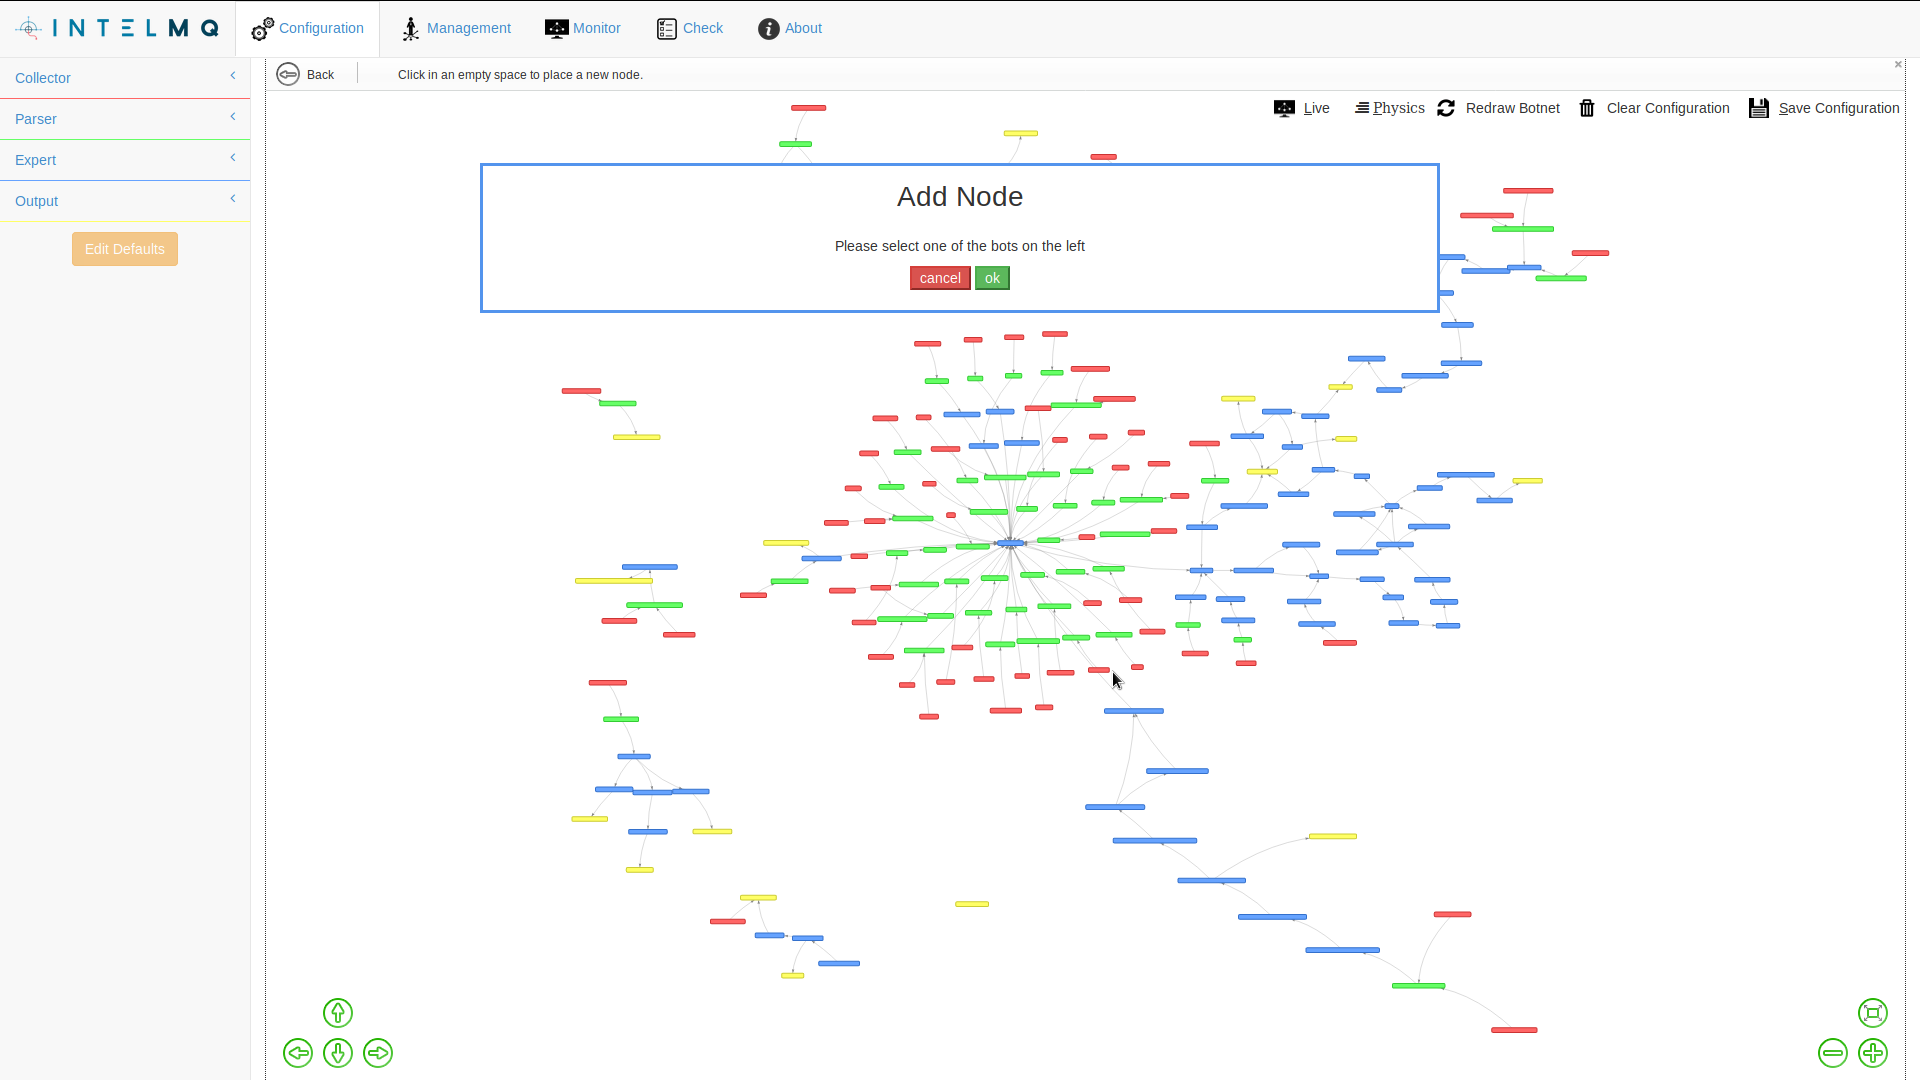 INTELMQ
Configuration
Management
Monitor
Check
About
Collector
Parser
Expert
Output
Edit Defaults
Back
Click in an empty space to place a new node.
×
Live
Physics
Redraw Botnet
Clear Configuration
Save Configuration
Add Node
Please select one of the bots on the left
cancel
ok